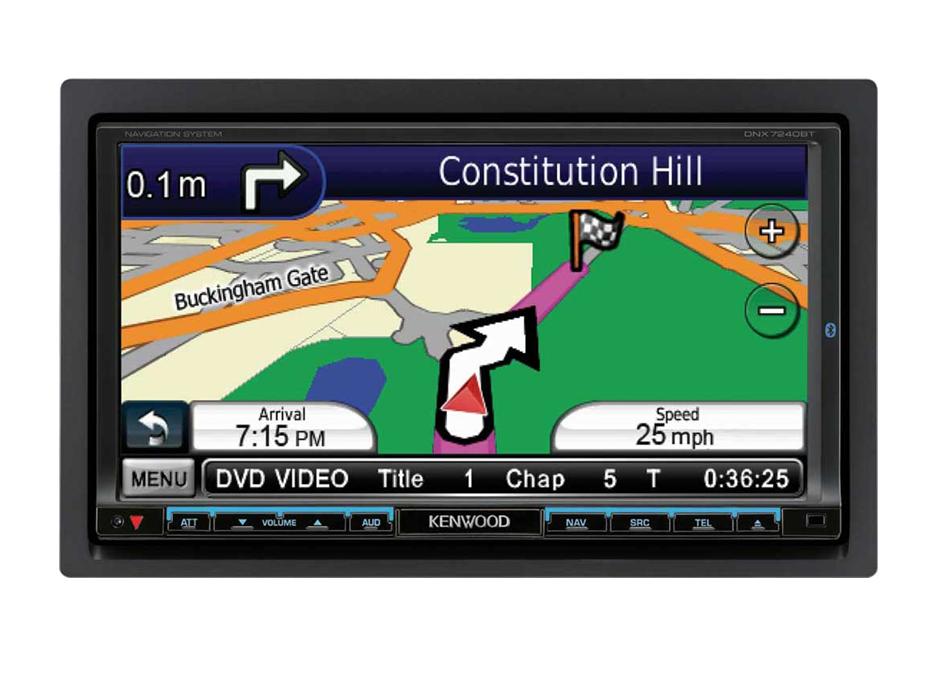 NAVIGATION SYSTEM
DNX7240BT
0.1 m
Constitution Hill
+
Buckingham Gate
−
Arrival
7:15 PM
Speed
25 mph
MENU
DVD VIDEO Title 1 Chap 5 T 0:36:25
ATT ▼ VOLUME ▲ AUD KENWOOD NAV SRC TEL